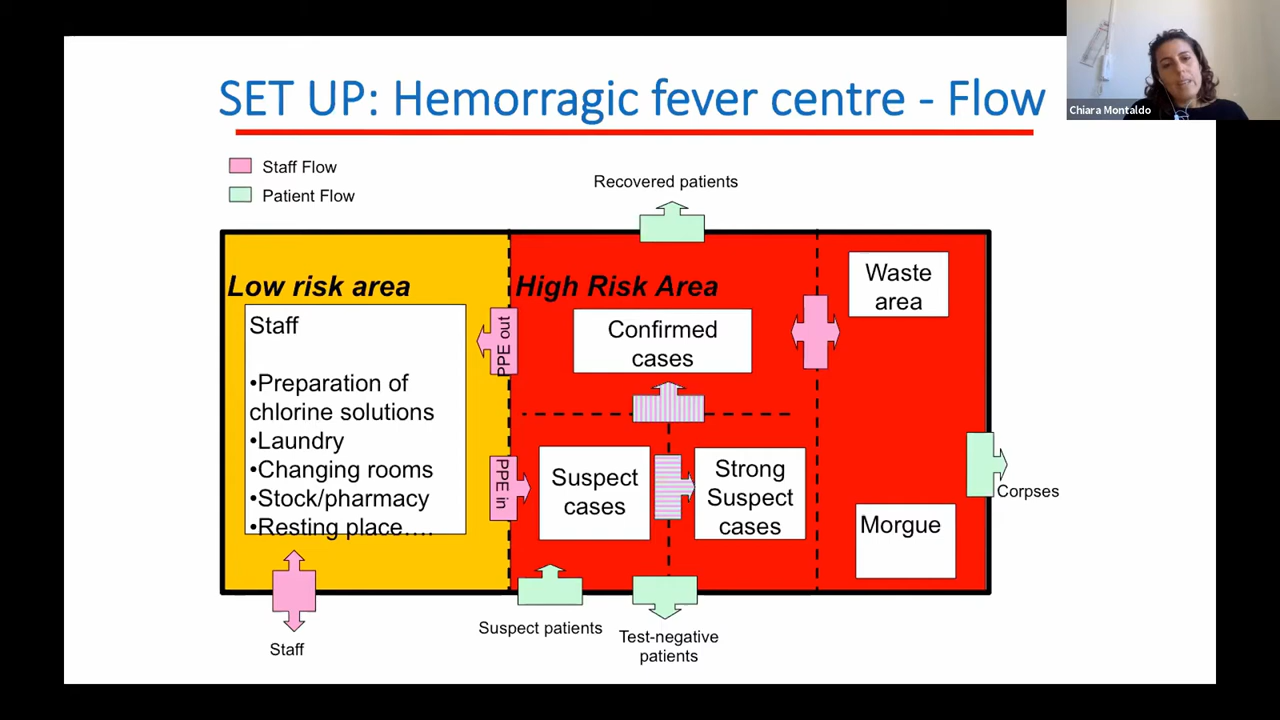 SET UP: Hemorragic fever centre - Flow
Chiara Montaldo
Staff Flow
Patient Flow
Recovered patients
Low risk area
High Risk Area
Waste
area
Staff
PPE out
Confirmed
cases
•Preparation of
chlorine solutions
•Laundry
•Changing rooms
•Stock/pharmacy
•Resting place….
PPE in
Suspect
cases
Strong
Suspect
cases
Corpses
Morgue
Suspect patients
Test-negative
patients
Staff